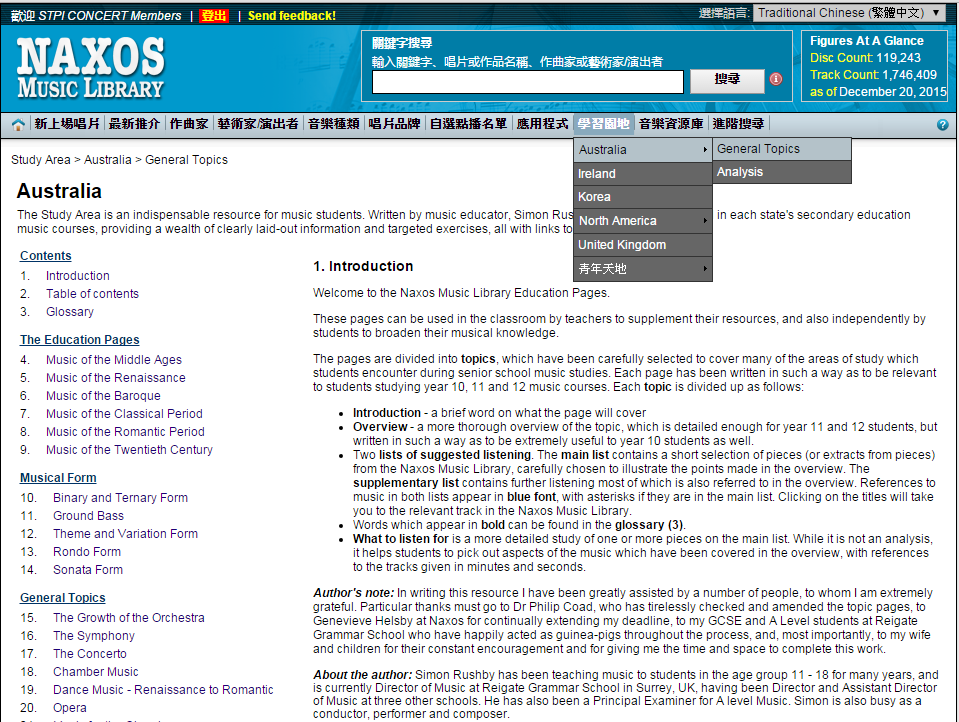 歡迎 STPI CONCERT Members | 登出 | Send feedback!
選擇語言: Traditional Chinese (繁體中文) ▼
NAXOS
MUSIC LIBRARY
關鍵字搜尋
輸入關鍵字、唱片或作品名稱、作曲家或藝術家/演出者
搜尋
Figures At A Glance
Disc Count: 119,243
Track Count: 1,746,409
as of December 20, 2015
新上場唱片 | 最新推介 | 作曲家 | 藝術家/演出者 | 音樂種類 | 唱片品牌 | 自選點播名單 | 應用程式 | 學習園地 | 音樂資源庫 | 進階搜尋
Australia
Ireland
Korea
North America
United Kingdom
青年天地
General Topics
Analysis
Study Area > Australia > General Topics
Australia
The Study Area is an indispensable resource for music students. Written by music educator, Simon Rus in each state's secondary education
music courses, providing a wealth of clearly laid-out information and targeted exercises, all with links to
Contents
1. Introduction
2. Table of contents
3. Glossary
The Education Pages
4. Music of the Middle Ages
5. Music of the Renaissance
6. Music of the Baroque
7. Music of the Classical Period
8. Music of the Romantic Period
9. Music of the Twentieth Century
Musical Form
10. Binary and Ternary Form
11. Ground Bass
12. Theme and Variation Form
13. Rondo Form
14. Sonata Form
General Topics
15. The Growth of the Orchestra
16. The Symphony
17. The Concerto
18. Chamber Music
19. Dance Music - Renaissance to Romantic
20. Opera
1. Introduction
Welcome to the Naxos Music Library Education Pages.
These pages can be used in the classroom by teachers to supplement their resources, and also independently by
students to broaden their musical knowledge.
The pages are divided into topics, which have been carefully selected to cover many of the areas of study which
students encounter during senior school music studies. Each page has been written in such a way as to be relevant
to students studying year 10, 11 and 12 music courses. Each topic is divided up as follows:
• Introduction - a brief word on what the page will cover
• Overview - a more thorough overview of the topic, which is detailed enough for year 11 and 12 students, but
written in such a way as to be extremely useful to year 10 students as well.
• Two lists of suggested listening. The main list contains a short selection of pieces (or extracts from pieces)
from the Naxos Music Library, carefully chosen to illustrate the points made in the overview. The
supplementary list contains further listening most of which is also referred to in the overview. References to
music in both lists appear in blue font, with asterisks if they are in the main list. Clicking on the titles will take
you to the relevant track in the Naxos Music Library.
• Words which appear in bold can be found in the glossary (3).
• What to listen for is a more detailed study of one or more pieces on the main list. While it is not an analysis,
it helps students to pick out aspects of the music which have been covered in the overview, with references
to the tracks given in minutes and seconds.
Author's note: In writing this resource I have been greatly assisted by a number of people, to whom I am extremely
grateful. Particular thanks must go to Dr Philip Coad, who has tirelessly checked and amended the topic pages, to
Genevieve Helsby at Naxos for continually extending my deadline, to my GCSE and A Level students at Reigate
Grammar School who have happily acted as guinea-pigs throughout the process, and, most importantly, to my wife
and children for their constant encouragement and for giving me the time and space to complete this work.
About the author: Simon Rushby has been teaching music to students in the age group 11 - 18 for many years, and
is currently Director of Music at Reigate Grammar School in Surrey, UK, having been Director and Assistant Director
of Music at three other schools. He has also been a Principal Examiner for A level Music. Simon is also busy as a
conductor, performer and composer.